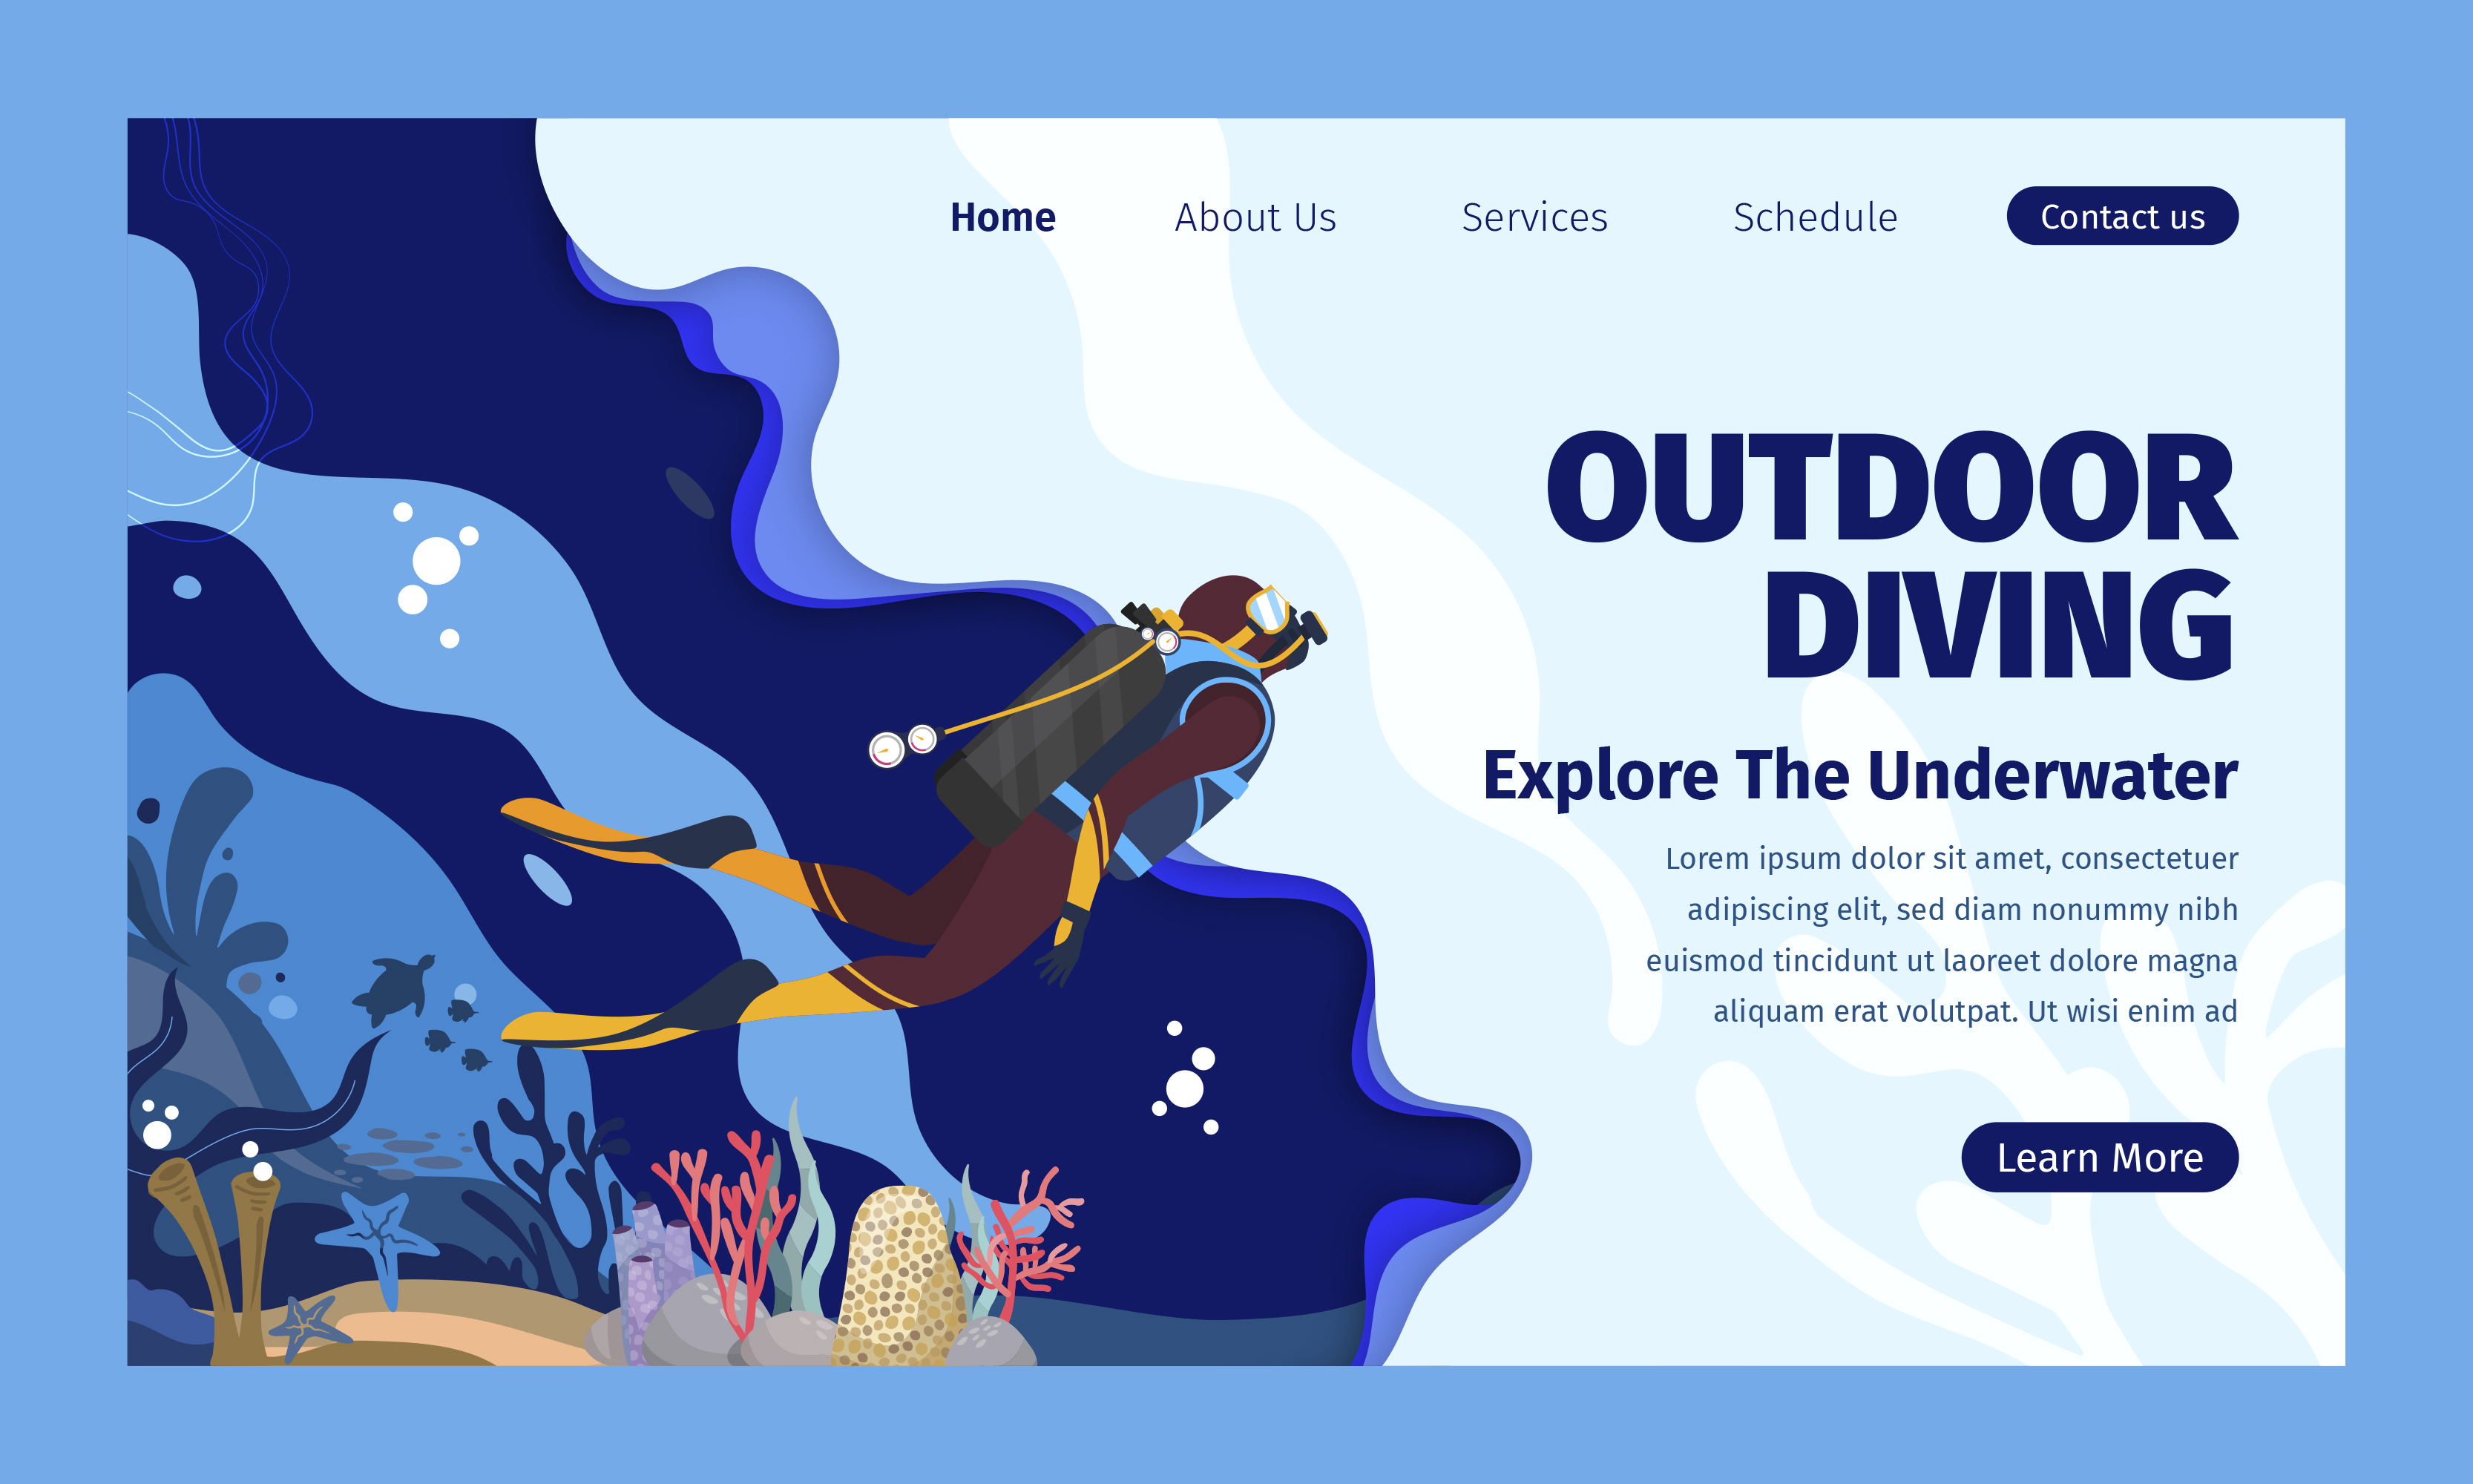 Home About Us Services Schedule Contact us
OUTDOOR
DIVING
Explore The Underwater
Lorem ipsum dolor sit amet, consectetuer
adipiscing elit, sed diam nonummy nibh
euismod tincidunt ut laoreet dolore magna
aliquam erat volutpat. Ut wisi enim ad
Learn More